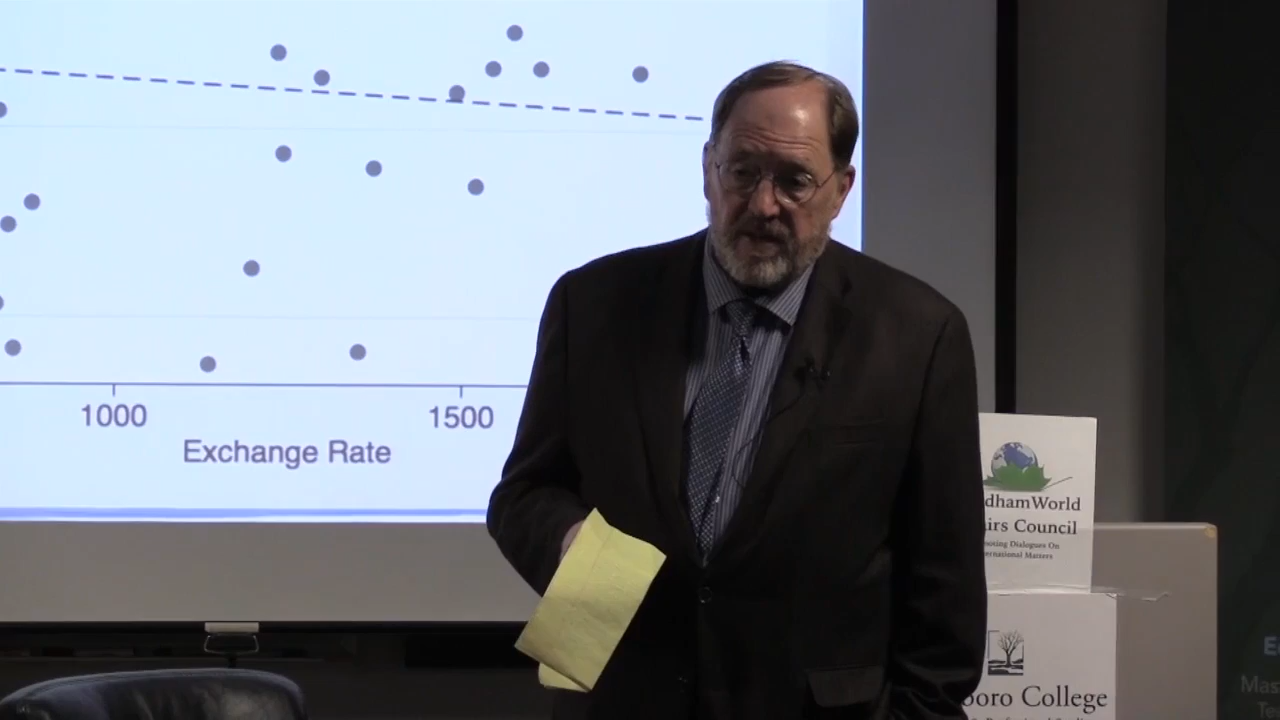 1000
1500
Exchange Rate
dhamWorld
irs Council
oting Dialogues On
ernational Matters
boro College